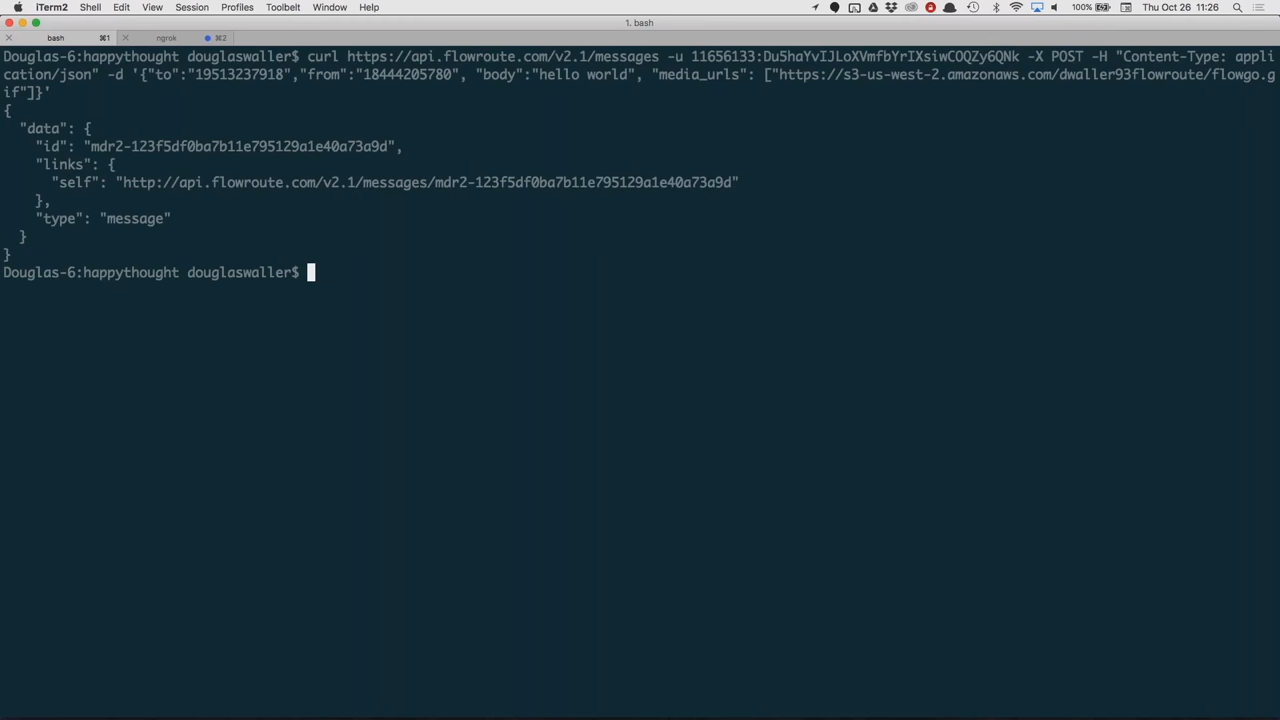 iTerm2 Shell Edit View Session Profiles Toolbelt Window Help 100% Thu Oct 26 11:26
1. bash
bash ⌘1 ngrok ⌘2
Douglas-6:happythought douglaswaller$ curl https://api.flowroute.com/v2.1/messages -u 11656133:Du5haYvIJLoXVmfbYrIXsiwCOQZy6QNk -X POST -H "Content-Type: appli
cation/json" -d '{"to":"19513237918","from":"18444205780", "body":"hello world", "media_urls": ["https://s3-us-west-2.amazonaws.com/dwaller93flowroute/flowgo.g
if"]}'
{
"data": {
"id": "mdr2-123f5df0ba7b11e795129a1e40a73a9d",
"links": {
"self": "http://api.flowroute.com/v2.1/messages/mdr2-123f5df0ba7b11e795129a1e40a73a9d"
},
"type": "message"
}
}
Douglas-6:happythought douglaswaller$